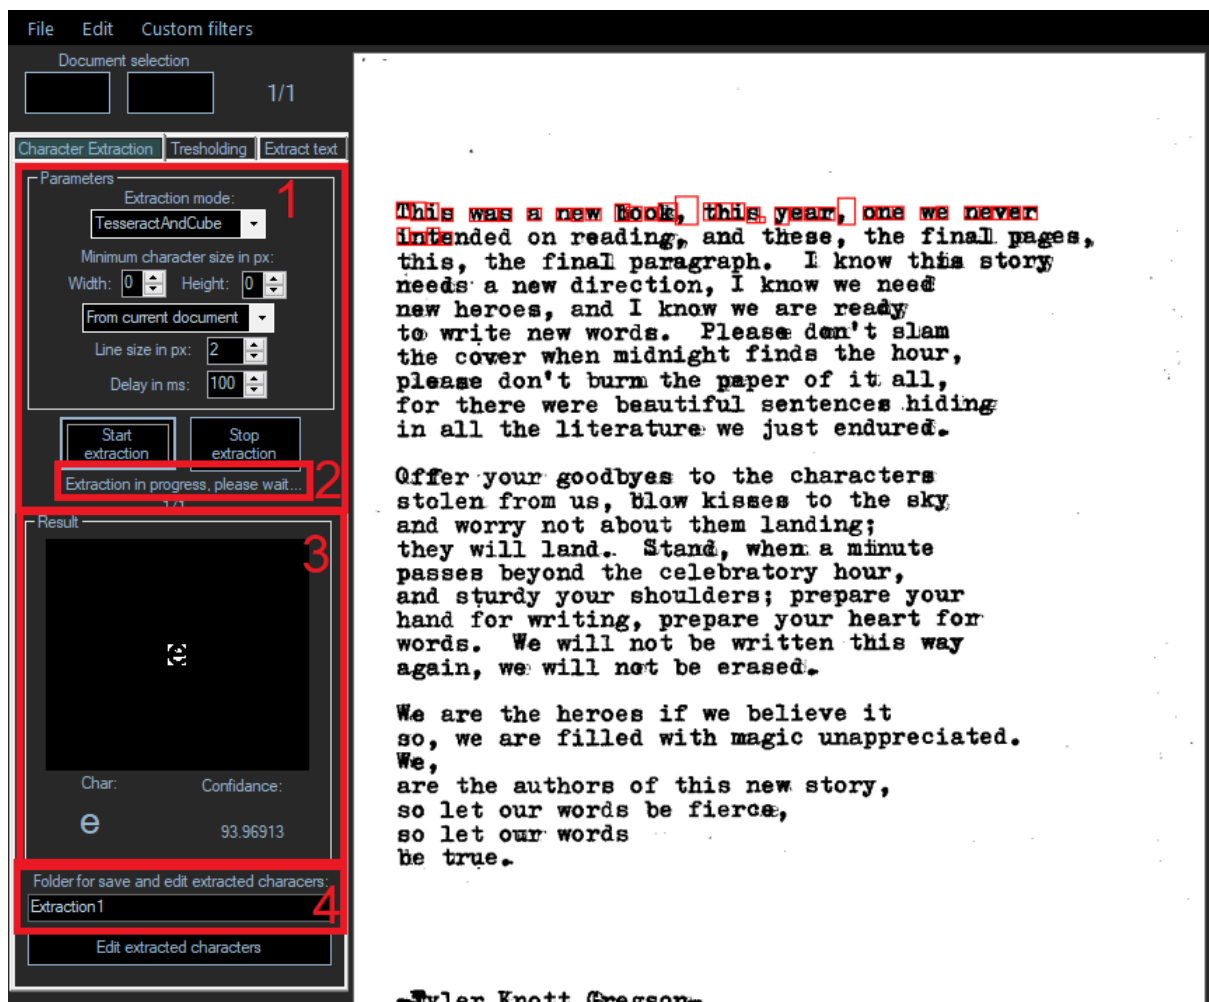 File Edit Custom filters
Document selection
1/1
Character Extraction Tresholding Extract text
Parameters
1
Extraction mode:
TesseractAndCube
Minimum character size in px:
Width: 0 Height: 0
From current document
Line size in px: 2
Delay in ms: 100
Start extraction
Stop extraction
Extraction in progress, please wait...
2
1/1
Result
3
e
Char: Confidance:
e 93.96913
Folder for save and edit extracted characers:
Extraction1
4
Edit extracted characters
This was a new book, this year, one we never
intended on reading, and these, the final pages,
this, the final paragraph. I know this story
needs a new direction, I know we need
new heroes, and I know we are ready
to write new words. Please don't slam
the cover when midnight finds the hour,
please don't burn the paper of it all,
for there were beautiful sentences hiding
in all the literature we just endured.
Offer your goodbyes to the characters
stolen from us, blow kisses to the sky
and worry not about them landing;
they will land. Stand, when a minute
passes beyond the celebratory hour,
and sturdy your shoulders; prepare your
hand for writing, prepare your heart for
words. We will not be written this way
again, we will not be erased.
We are the heroes if we believe it
so, we are filled with magic unappreciated.
We,
are the authors of this new story,
so let our words be fierce,
so let our words
be true.
-Tyler Knott Gregson-